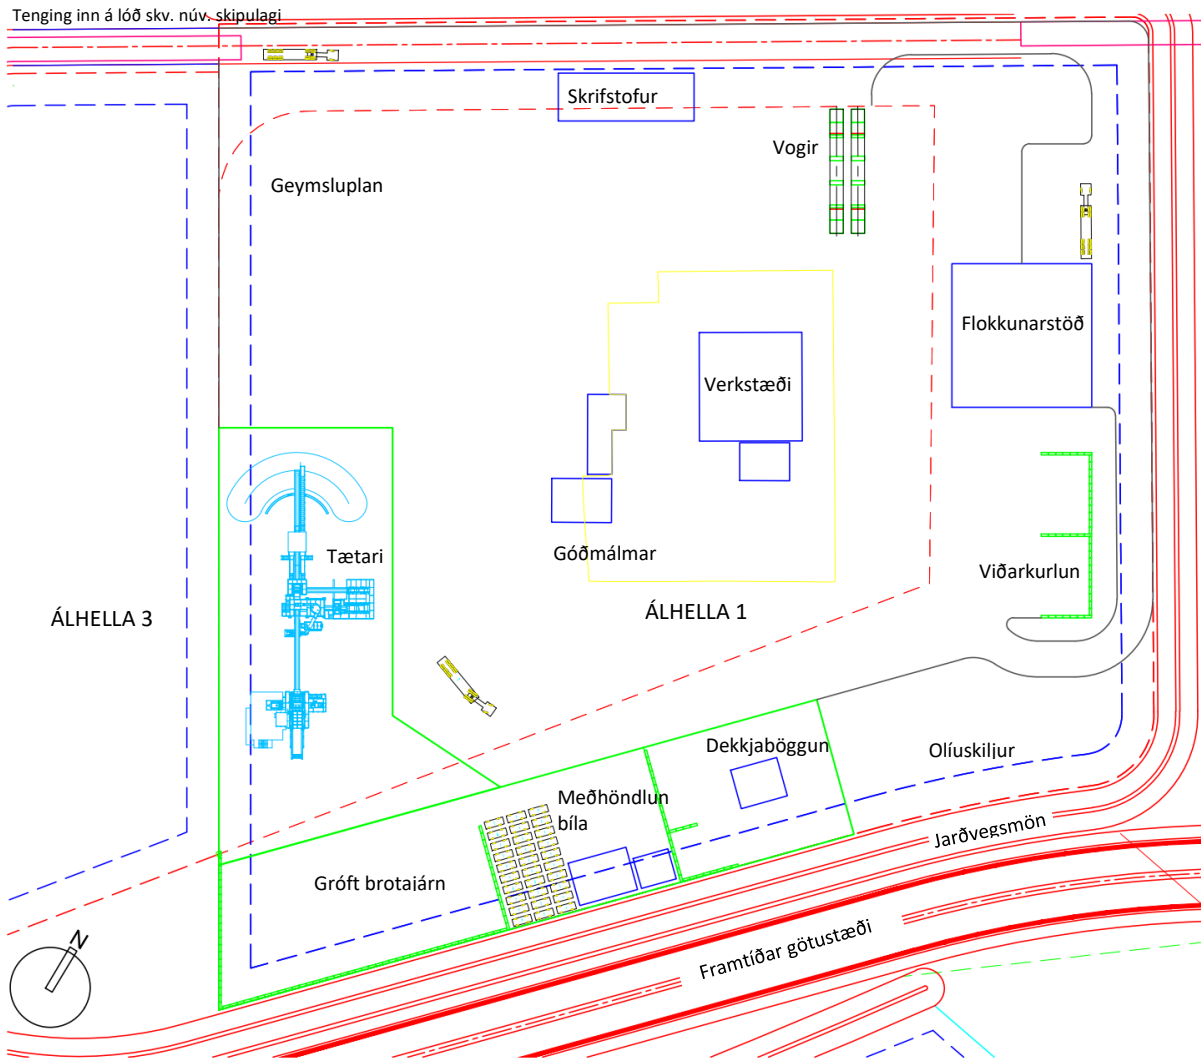 Tenging inn á lóð skv. núv. skipulagi
Skrifstofur
Vogir
Geymsluplan
Flokkunarstöð
Verkstæði
Góðmálmar
Tætari
Viðarkurlun
ÁLHELLA 3
ÁLHELLA 1
Dekkjaböggun
Olíuskiljur
Meðhöndlun
bíla
Jarðvegsmön
Gróft brotajárn
Framtíðar götustæði
N